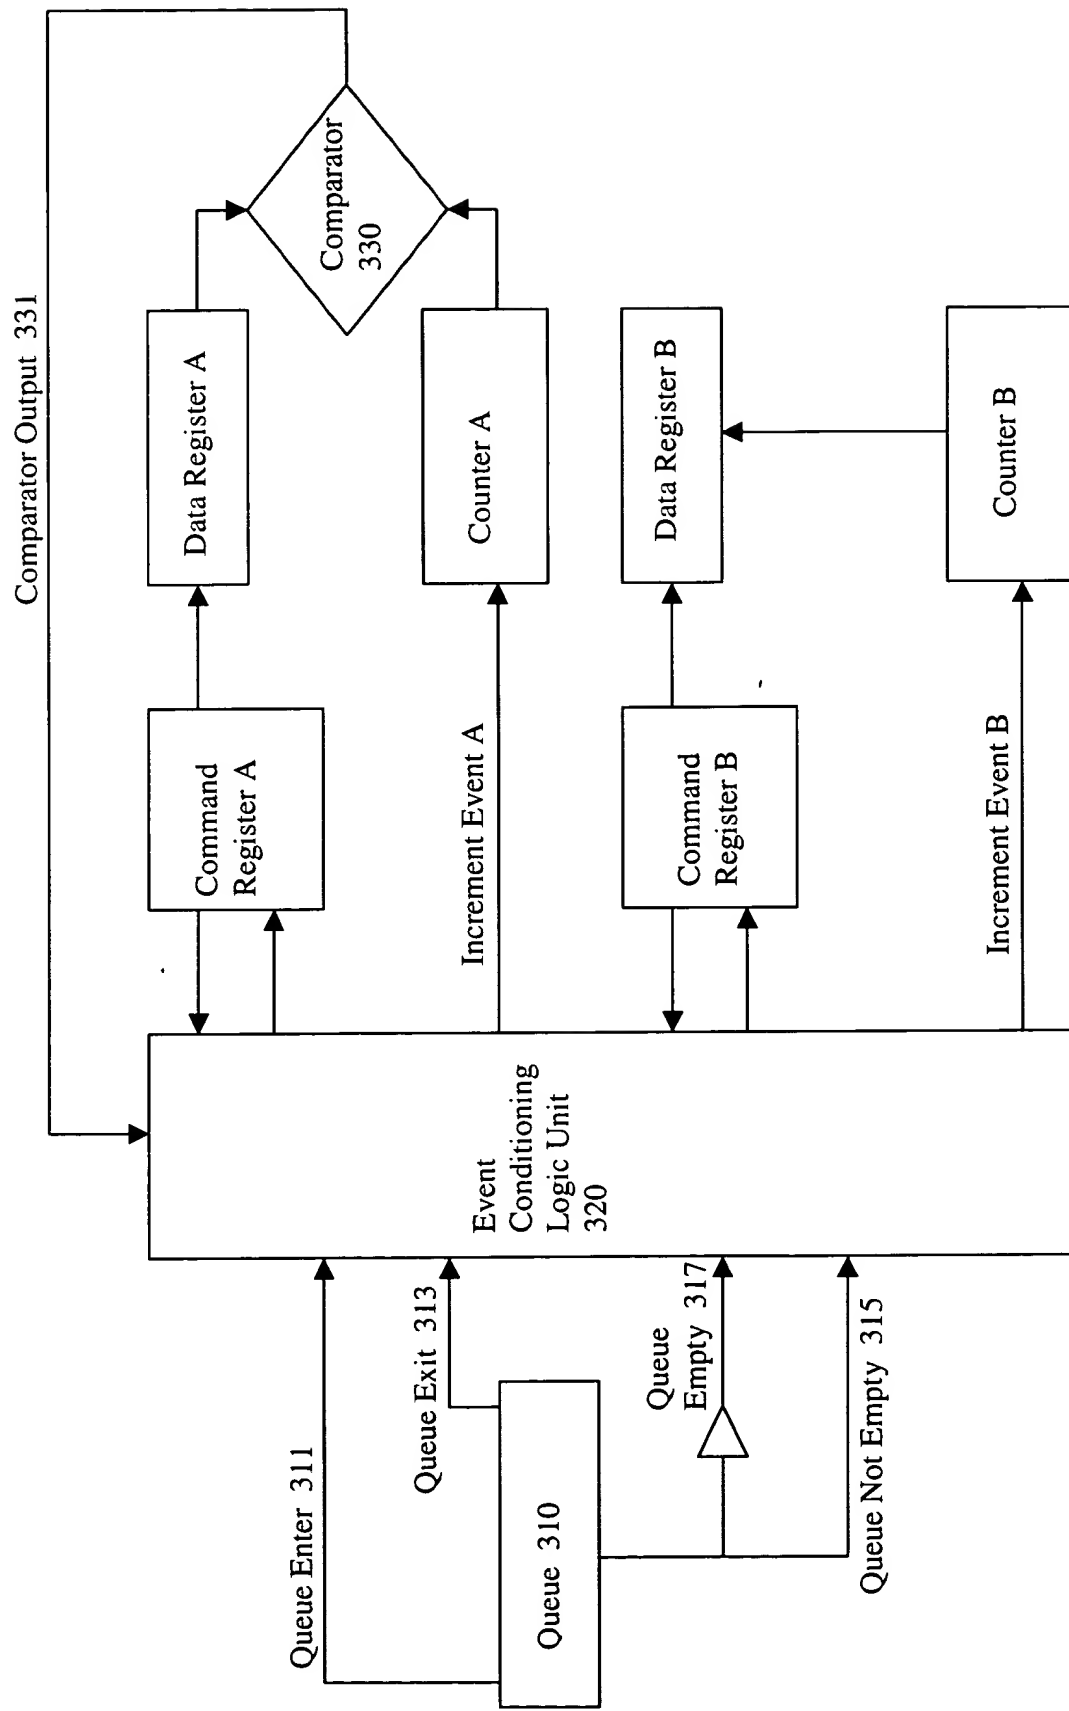 Comparator Output 331
Queue Enter 311
Queue Exit 313
Queue 310
Queue
Empty 317
Queue Not Empty 315
Event
Conditioning
Logic Unit
320
Command
Register A
Data Register A
Comparator
330
Increment Event A
Counter A
Command
Register B
Data Register B
Increment Event B
Counter B